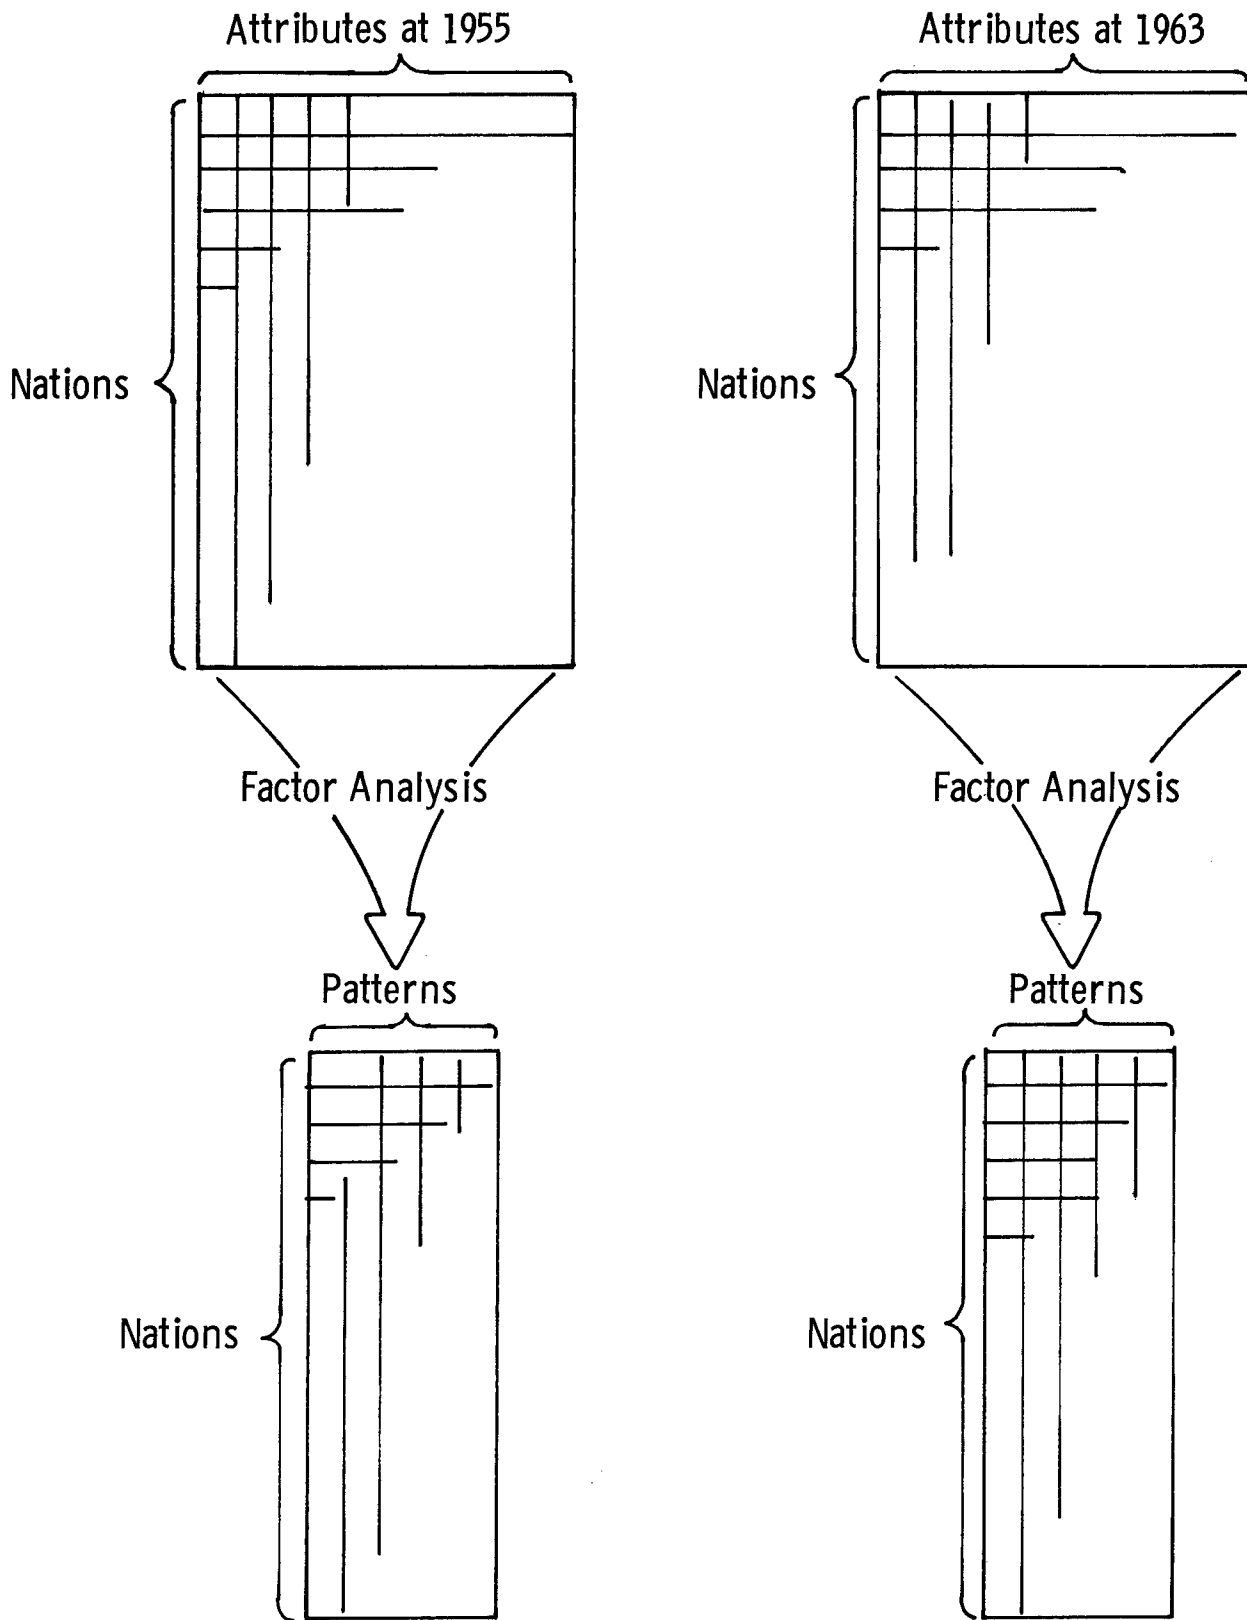 Attributes at 1955
Attributes at 1963
Nations
Nations
Factor Analysis
Factor Analysis
Patterns
Patterns
Nations
Nations